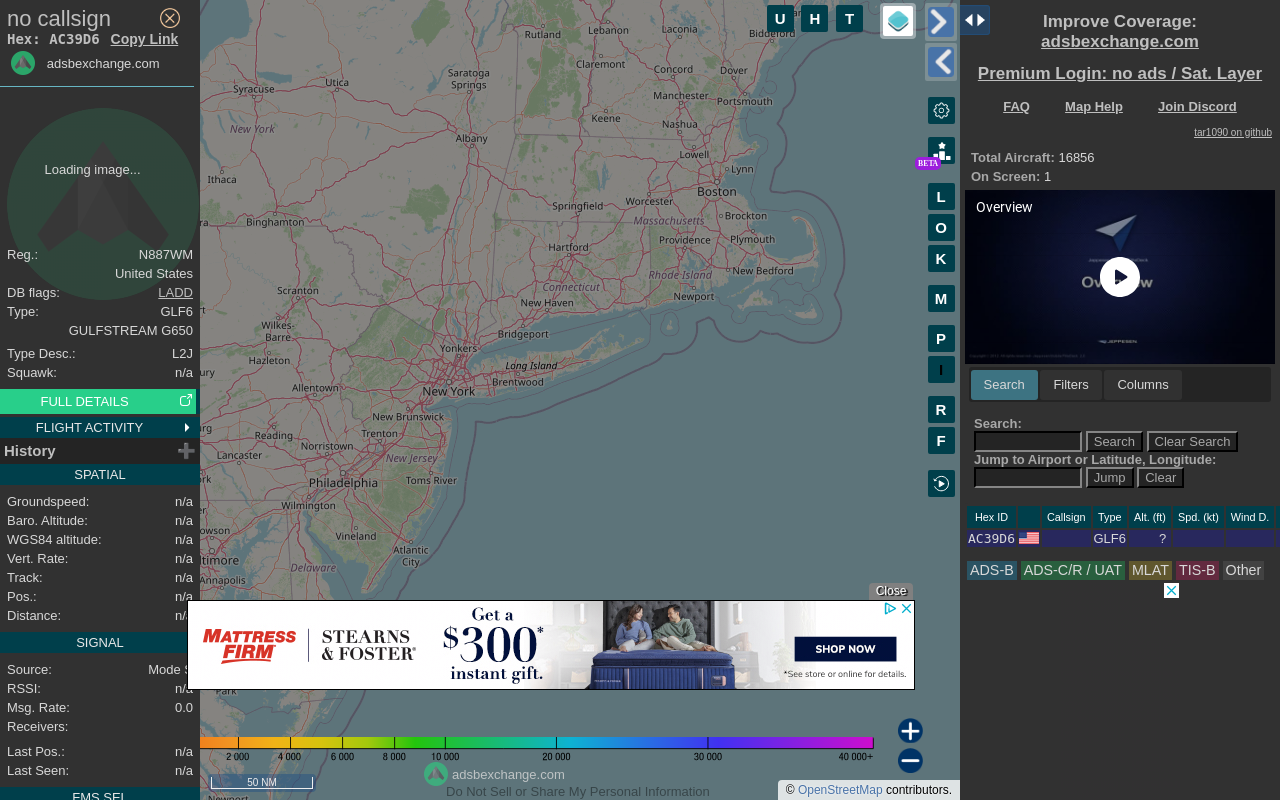 no callsign
Hex: AC39D6 Copy Link
adsbexchange.com
Loading image...
Reg.: N887WM
United States
DB flags: LADD
Type: GLF6
GULFSTREAM G650
Type Desc.: L2J
Squawk: n/a
FULL DETAILS
FLIGHT ACTIVITY
History
SPATIAL
Groundspeed: n/a
Baro. Altitude: n/a
WGS84 altitude: n/a
Vert. Rate: n/a
Track: n/a
Pos.: n/a
Distance:
SIGNAL
Source: Mode
RSSI: n/a
Msg. Rate: 0.0
Receivers:
Last Pos.: n/a
Last Seen: n/a
FMS SEL
Rutland
Lebanon
Laconia
Biddeford
Claremont
Concord
Dover
Saratoga
Springs
Utica
Syracuse
Manchester
Portsmouth
Keene
Nashua
New York
Albany
Lowell
Lynn
Ithaca
Boston
Worcester
Springfield
Brockton
Binghamton
Massachusetts
Providence
Plymouth
Hartford
New Bedford
Rhode Island
Connecticut
Newport
Scranton
New Haven
Wilkes-
Barre
Bridgeport
Yonkers
Hazleton
Long Island
Brentwood
Allentown
New York
New Brunswick
Reading
Trenton
Norristown
Lancaster
New Jersey
Philadelphia
Toms River
Wilmington
Vineland
Atlantic
City
Delaware
Annapolis
Park
Newport
U H T
BETA
L
O
K
M
P
I
R
F
Close
MATTRESS
FIRM
STEARNS
& FOSTER®
Get a
$300*
instant gift.
SHOP NOW
*See store or online for details.
2 000 4 000 6 000 8 000 10 000 20 000 30 000 40 000+
50 NM
adsbexchange.com
Do Not Sell or Share My Personal Information
© OpenStreetMap contributors.
Improve Coverage:
adsbexchange.com
Premium Login: no ads / Sat. Layer
FAQ Map Help Join Discord
tar1090 on github
Total Aircraft: 16856
On Screen: 1
Overview
Search Filters Columns
Search:
Search Clear Search
Jump to Airport or Latitude, Longitude:
Jump Clear
Hex ID Callsign Type Alt. (ft) Spd. (kt) Wind D.
AC39D6 GLF6 ?
ADS-B ADS-C/R / UAT MLAT TIS-B Other